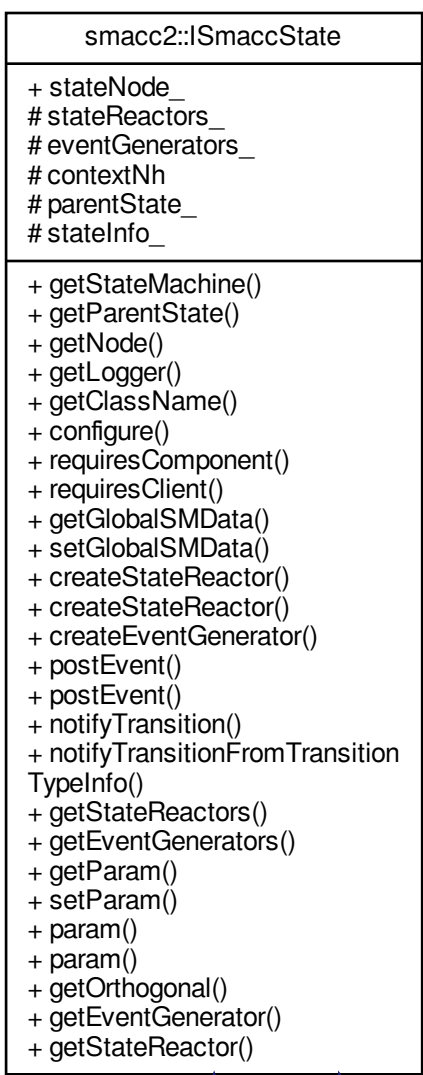 smacc2::ISmaccState
+ stateNode_
# stateReactors_
# eventGenerators_
# contextNh
# parentState_
# stateInfo_
+ getStateMachine()
+ getParentState()
+ getNode()
+ getLogger()
+ getClassName()
+ configure()
+ requiresComponent()
+ requiresClient()
+ getGlobalSMData()
+ setGlobalSMData()
+ createStateReactor()
+ createStateReactor()
+ createEventGenerator()
+ postEvent()
+ postEvent()
+ notifyTransition()
+ notifyTransitionFromTransition
TypeInfo()
+ getStateReactors()
+ getEventGenerators()
+ getParam()
+ setParam()
+ param()
+ param()
+ getOrthogonal()
+ getEventGenerator()
+ getStateReactor()